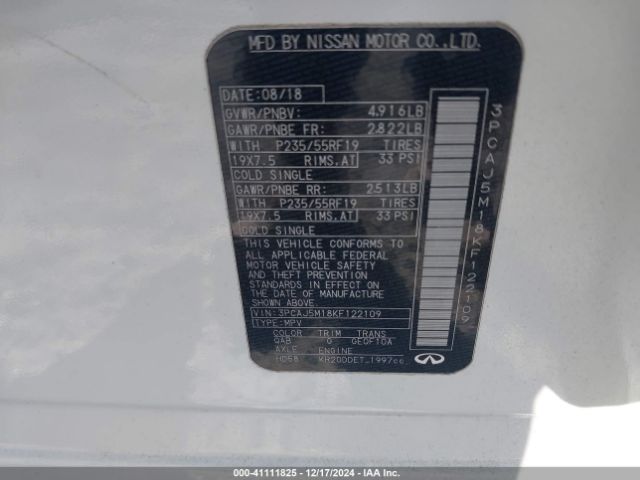 MFD BY NISSAN MOTOR CO.,LTD.
DATE:08/18
GVWR/PNBV: 4,916LB
GAWR/PNBE FR: 2822LB
WITH P235/55RF19 TIRES
19X7.5 RIMS,AT 33 PSI
COLD SINGLE
GAWR/PNBE RR: 2513LB
WITH P235/55RF19 TIRES
19X7.5 RIMS,AT 33 PSI
COLD SINGLE
THIS VEHICLE CONFORMS TO
ALL APPLICABLE FEDERAL
MOTOR VEHICLE SAFETY
AND THEFT PREVENTION
STANDARDS IN EFFECT ON
THE DATE OF MANUFACTURE
SHOWN ABOVE.
VIN:3PCAJ5M18KF122109
TYPE:MPV
COLOR TRIM TRANS
QAB G GEOF10A
AXLE ENGINE
HD58 KR20DDET 1997cc
INFINITI
3PCAJ5M18KF122109
000-41111825 - 12/17/2024 - IAA Inc.